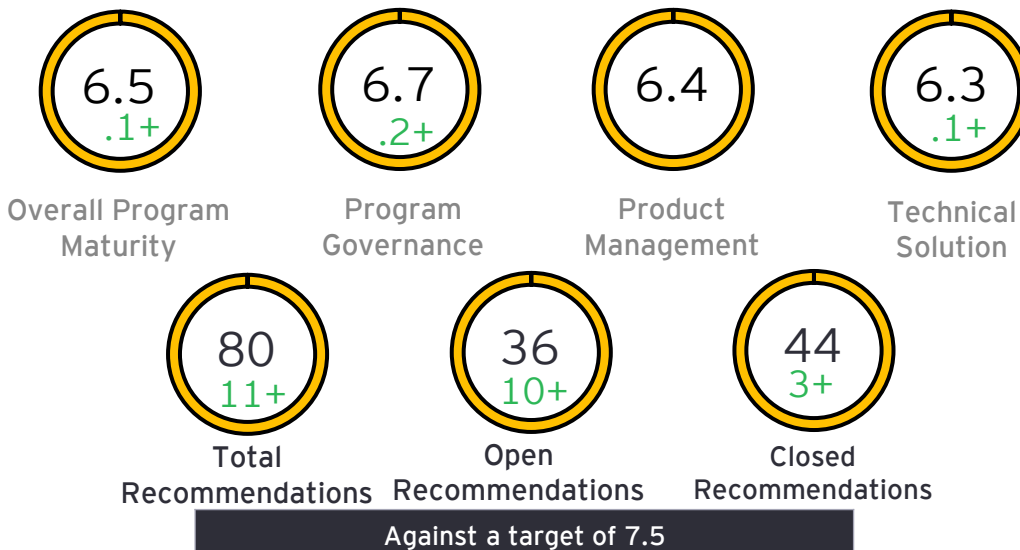 6.5
.1+
Overall Program
Maturity
6.7
.2+
Program
Governance
6.4
Product
Management
6.3
.1+
Technical
Solution
80
11+
Total
Recommendations
36
10+
Open
Recommendations
44
3+
Closed
Recommendations
Against a target of 7.5